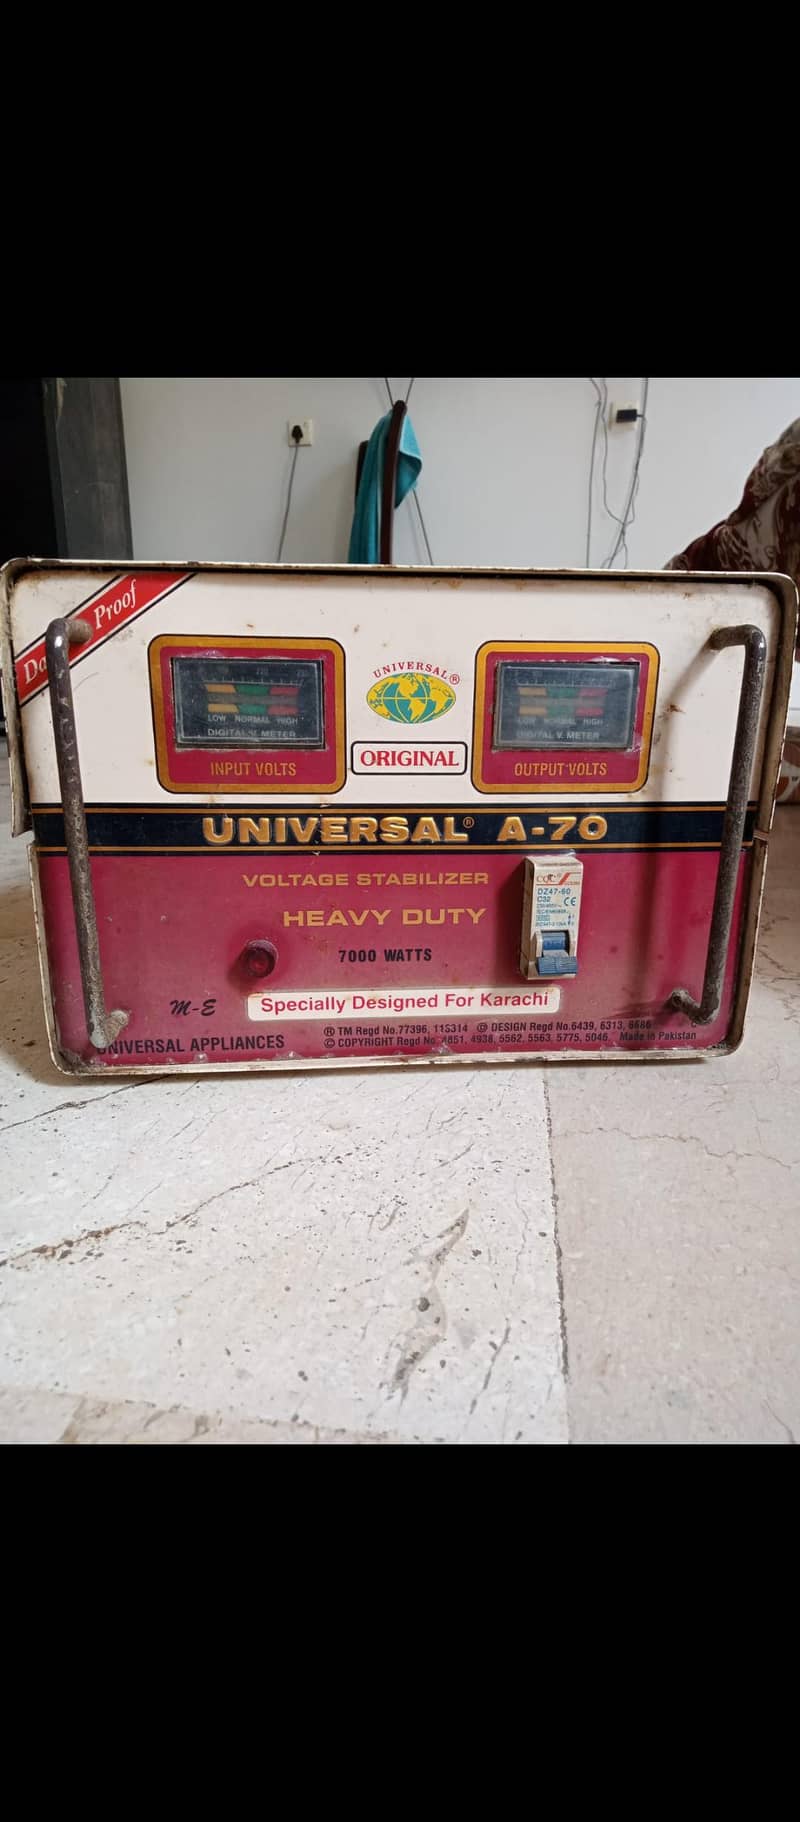 Proof
UNIVERSAL®
LOW NORMAL HIGH
DIGITAL V. METER
INPUT VOLTS
ORIGINAL
LOW NORMAL HIGH
DIGITAL V. METER
OUTPUT VOLTS
UNIVERSAL® A-70
VOLTAGE STABILIZER
HEAVY DUTY
7000 WATTS
CQC
DZ47-60
C32
CE
M-E
Specially Designed For Karachi
UNIVERSAL APPLIANCES
® TM Regd No.77396, 115314 © DESIGN Regd No.6439, 6313, 6686
© COPYRIGHT Regd No. 4851, 4938, 5562, 5563, 5775, 5046. Made in Pakistan